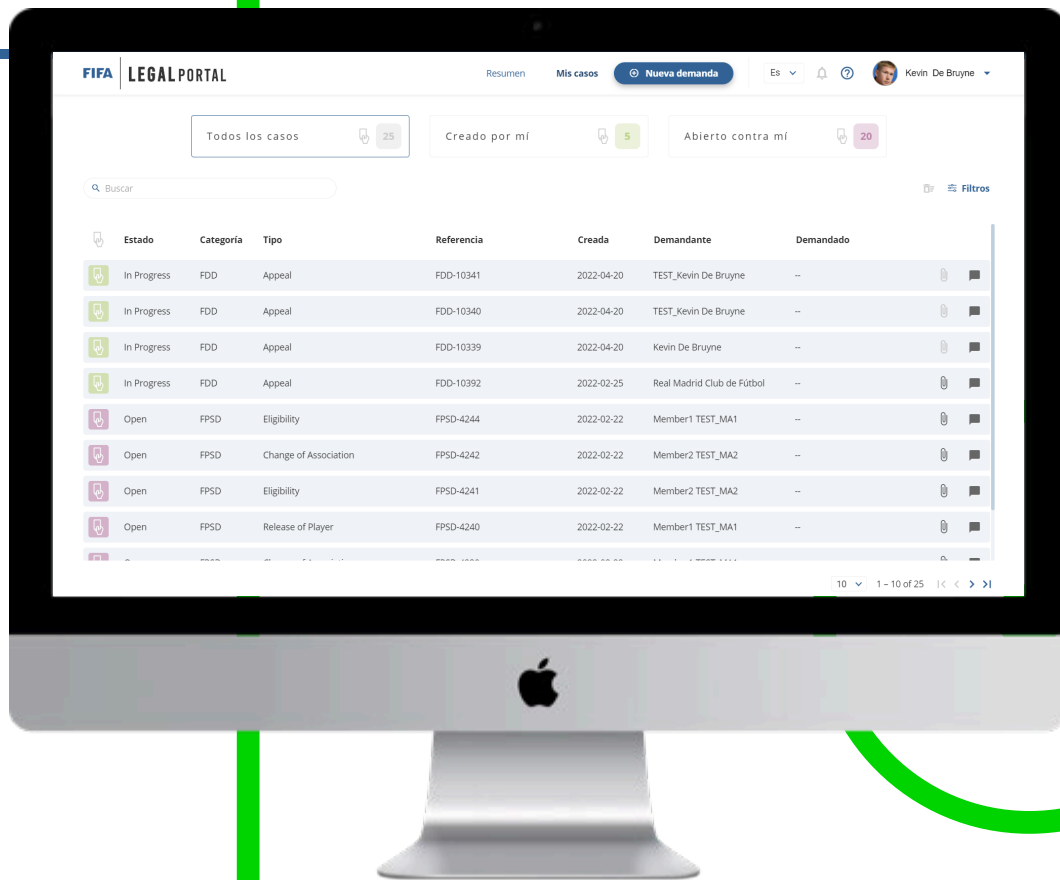 FIFA LEGAL PORTAL Resumen Mis casos Nueva demanda Es Kevin De Bruyne
Todos los casos 25 Creado por mí 5 Abierto contra mí 20
Buscar Filtros
Estado Categoría Tipo Referencia Creada Demandante Demandado
In Progress FDD Appeal FDD-10341 2022-04-20 TEST_Kevin De Bruyne --
In Progress FDD Appeal FDD-10340 2022-04-20 TEST_Kevin De Bruyne --
In Progress FDD Appeal FDD-10339 2022-04-20 Kevin De Bruyne --
In Progress FDD Appeal FDD-10392 2022-02-25 Real Madrid Club de Fútbol --
Open FPSD Eligibility FPSD-4244 2022-02-22 Member1 TEST_MA1 --
Open FPSD Change of Association FPSD-4242 2022-02-22 Member2 TEST_MA2 --
Open FPSD Eligibility FPSD-4241 2022-02-22 Member2 TEST_MA2 --
Open FPSD Release of Player FPSD-4240 2022-02-22 Member1 TEST_MA1 --
10 1 – 10 of 25